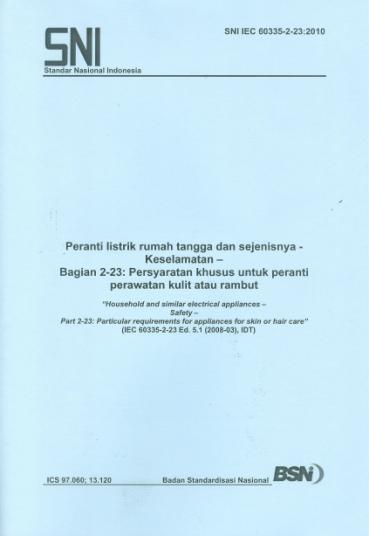 SNI IEC 60335-2-23:2010
SNI
Standar Nasional Indonesia
Peranti listrik rumah tangga dan sejenisnya -
Keselamatan –
Bagian 2-23: Persyaratan khusus untuk peranti
perawatan kulit atau rambut
"Household and similar electrical appliances –
Safety –
Part 2-23: Particular requirements for appliances for skin or hair care"
(IEC 60335-2-23 Ed. 5.1 (2008-03), IDT)
ICS 97.060; 13.120
Badan Standardisasi Nasional
BSN